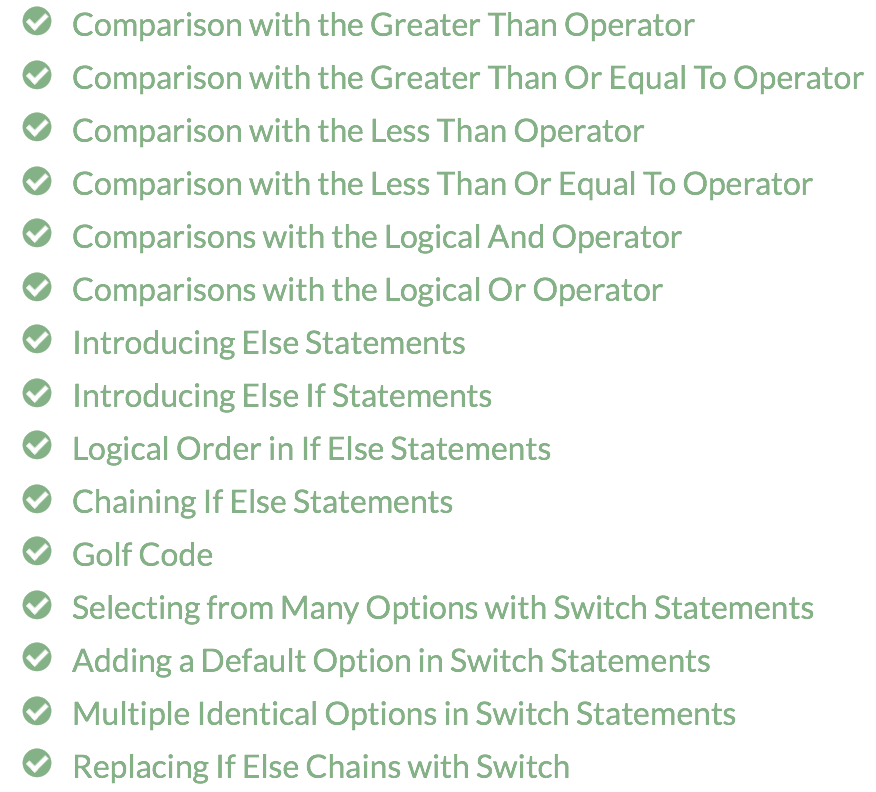 Comparison with the Greater Than Operator
Comparison with the Greater Than Or Equal To Operator
Comparison with the Less Than Operator
Comparison with the Less Than Or Equal To Operator
Comparisons with the Logical And Operator
Comparisons with the Logical Or Operator
Introducing Else Statements
Introducing Else If Statements
Logical Order in If Else Statements
Chaining If Else Statements
Golf Code
Selecting from Many Options with Switch Statements
Adding a Default Option in Switch Statements
Multiple Identical Options in Switch Statements
Replacing If Else Chains with Switch